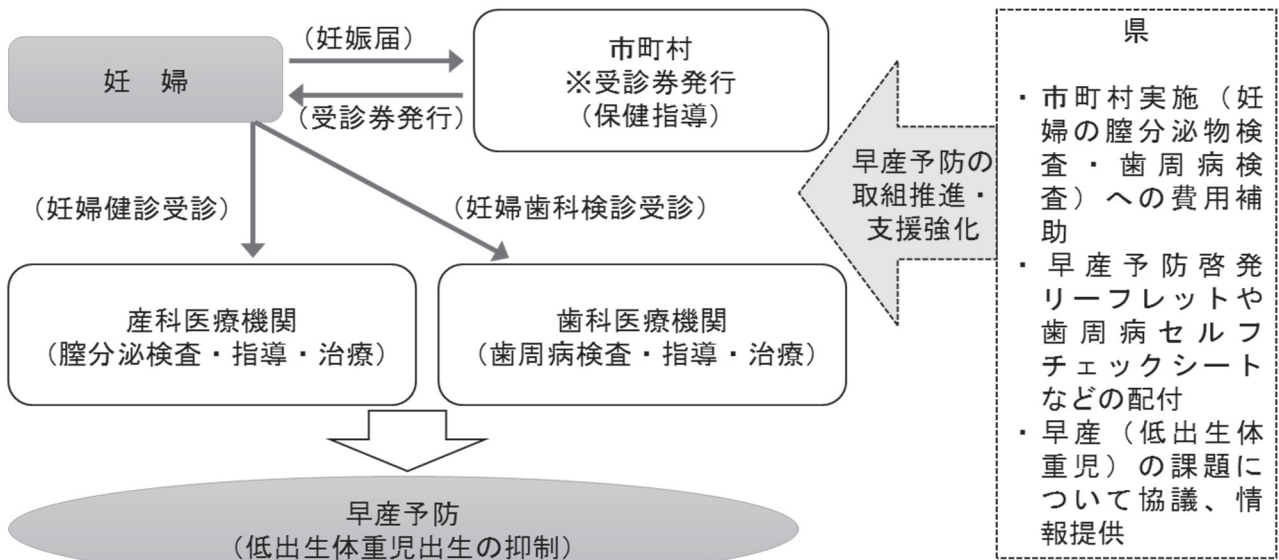 妊 婦
(妊娠届)
(受診券発行)
市町村
※受診券発行
(保健指導)
(妊婦健診受診)
(妊婦歯科検診受診)
産科医療機関
(膣分泌検査・指導・治療)
歯科医療機関
(歯周病検査・指導・治療)
早産予防
(低出生体重児出生の抑制)
早産予防の
取組推進・
支援強化
県
・市町村実施(妊
婦の膣分泌物検
査・歯周病検
査)への費用補
助
・早産予防啓発
リーフレットや
歯周病セルフ
チェックシート
などの配付
・早産(低出生体
重児)の課題に
ついて協議、情
報提供